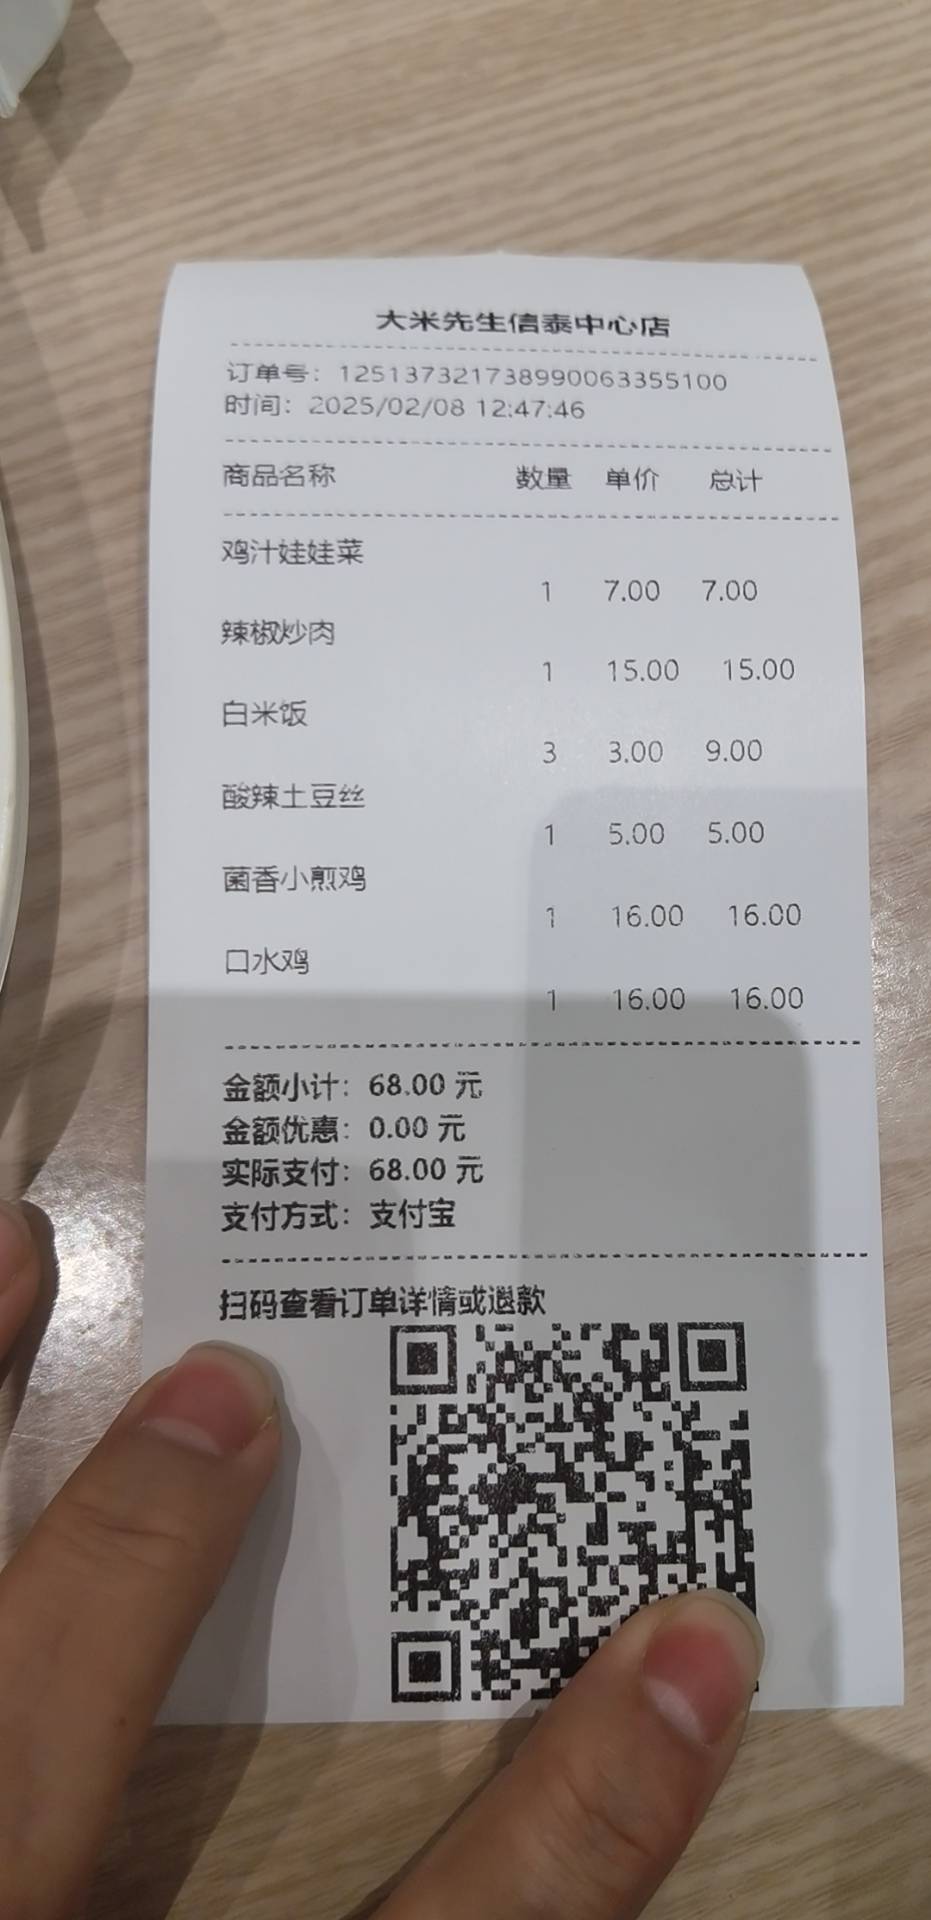 大米先生信泰中心店
订单号：125137321738990063355100
时间：2025/02/08 12:47:46
商品名称 数量 单价 总计
鸡汁娃娃菜
1 7.00 7.00
辣椒炒肉
1 15.00 15.00
白米饭
3 3.00 9.00
酸辣土豆丝
1 5.00 5.00
菌香小煎鸡
1 16.00 16.00
口水鸡
1 16.00 16.00
金额小计：68.00 元
金额优惠：0.00 元
实际支付：68.00 元
支付方式：支付宝
扫码查看订单详情或退款